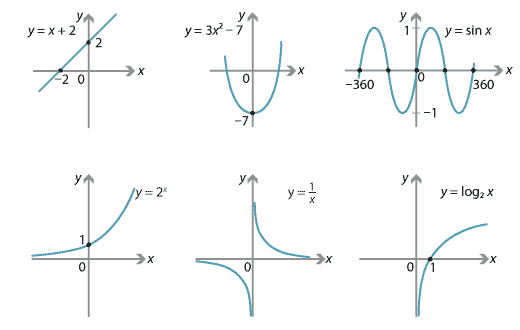 y = x + 2
y
2
−2
0
x
y = 3x² − 7
y
0
x
−7
y
1
y = sin x
−360
0
360
x
−1
y
y = 2ˣ
1
0
x
y
y = 1/x
0
x
y
y = log₂ x
0
1
x